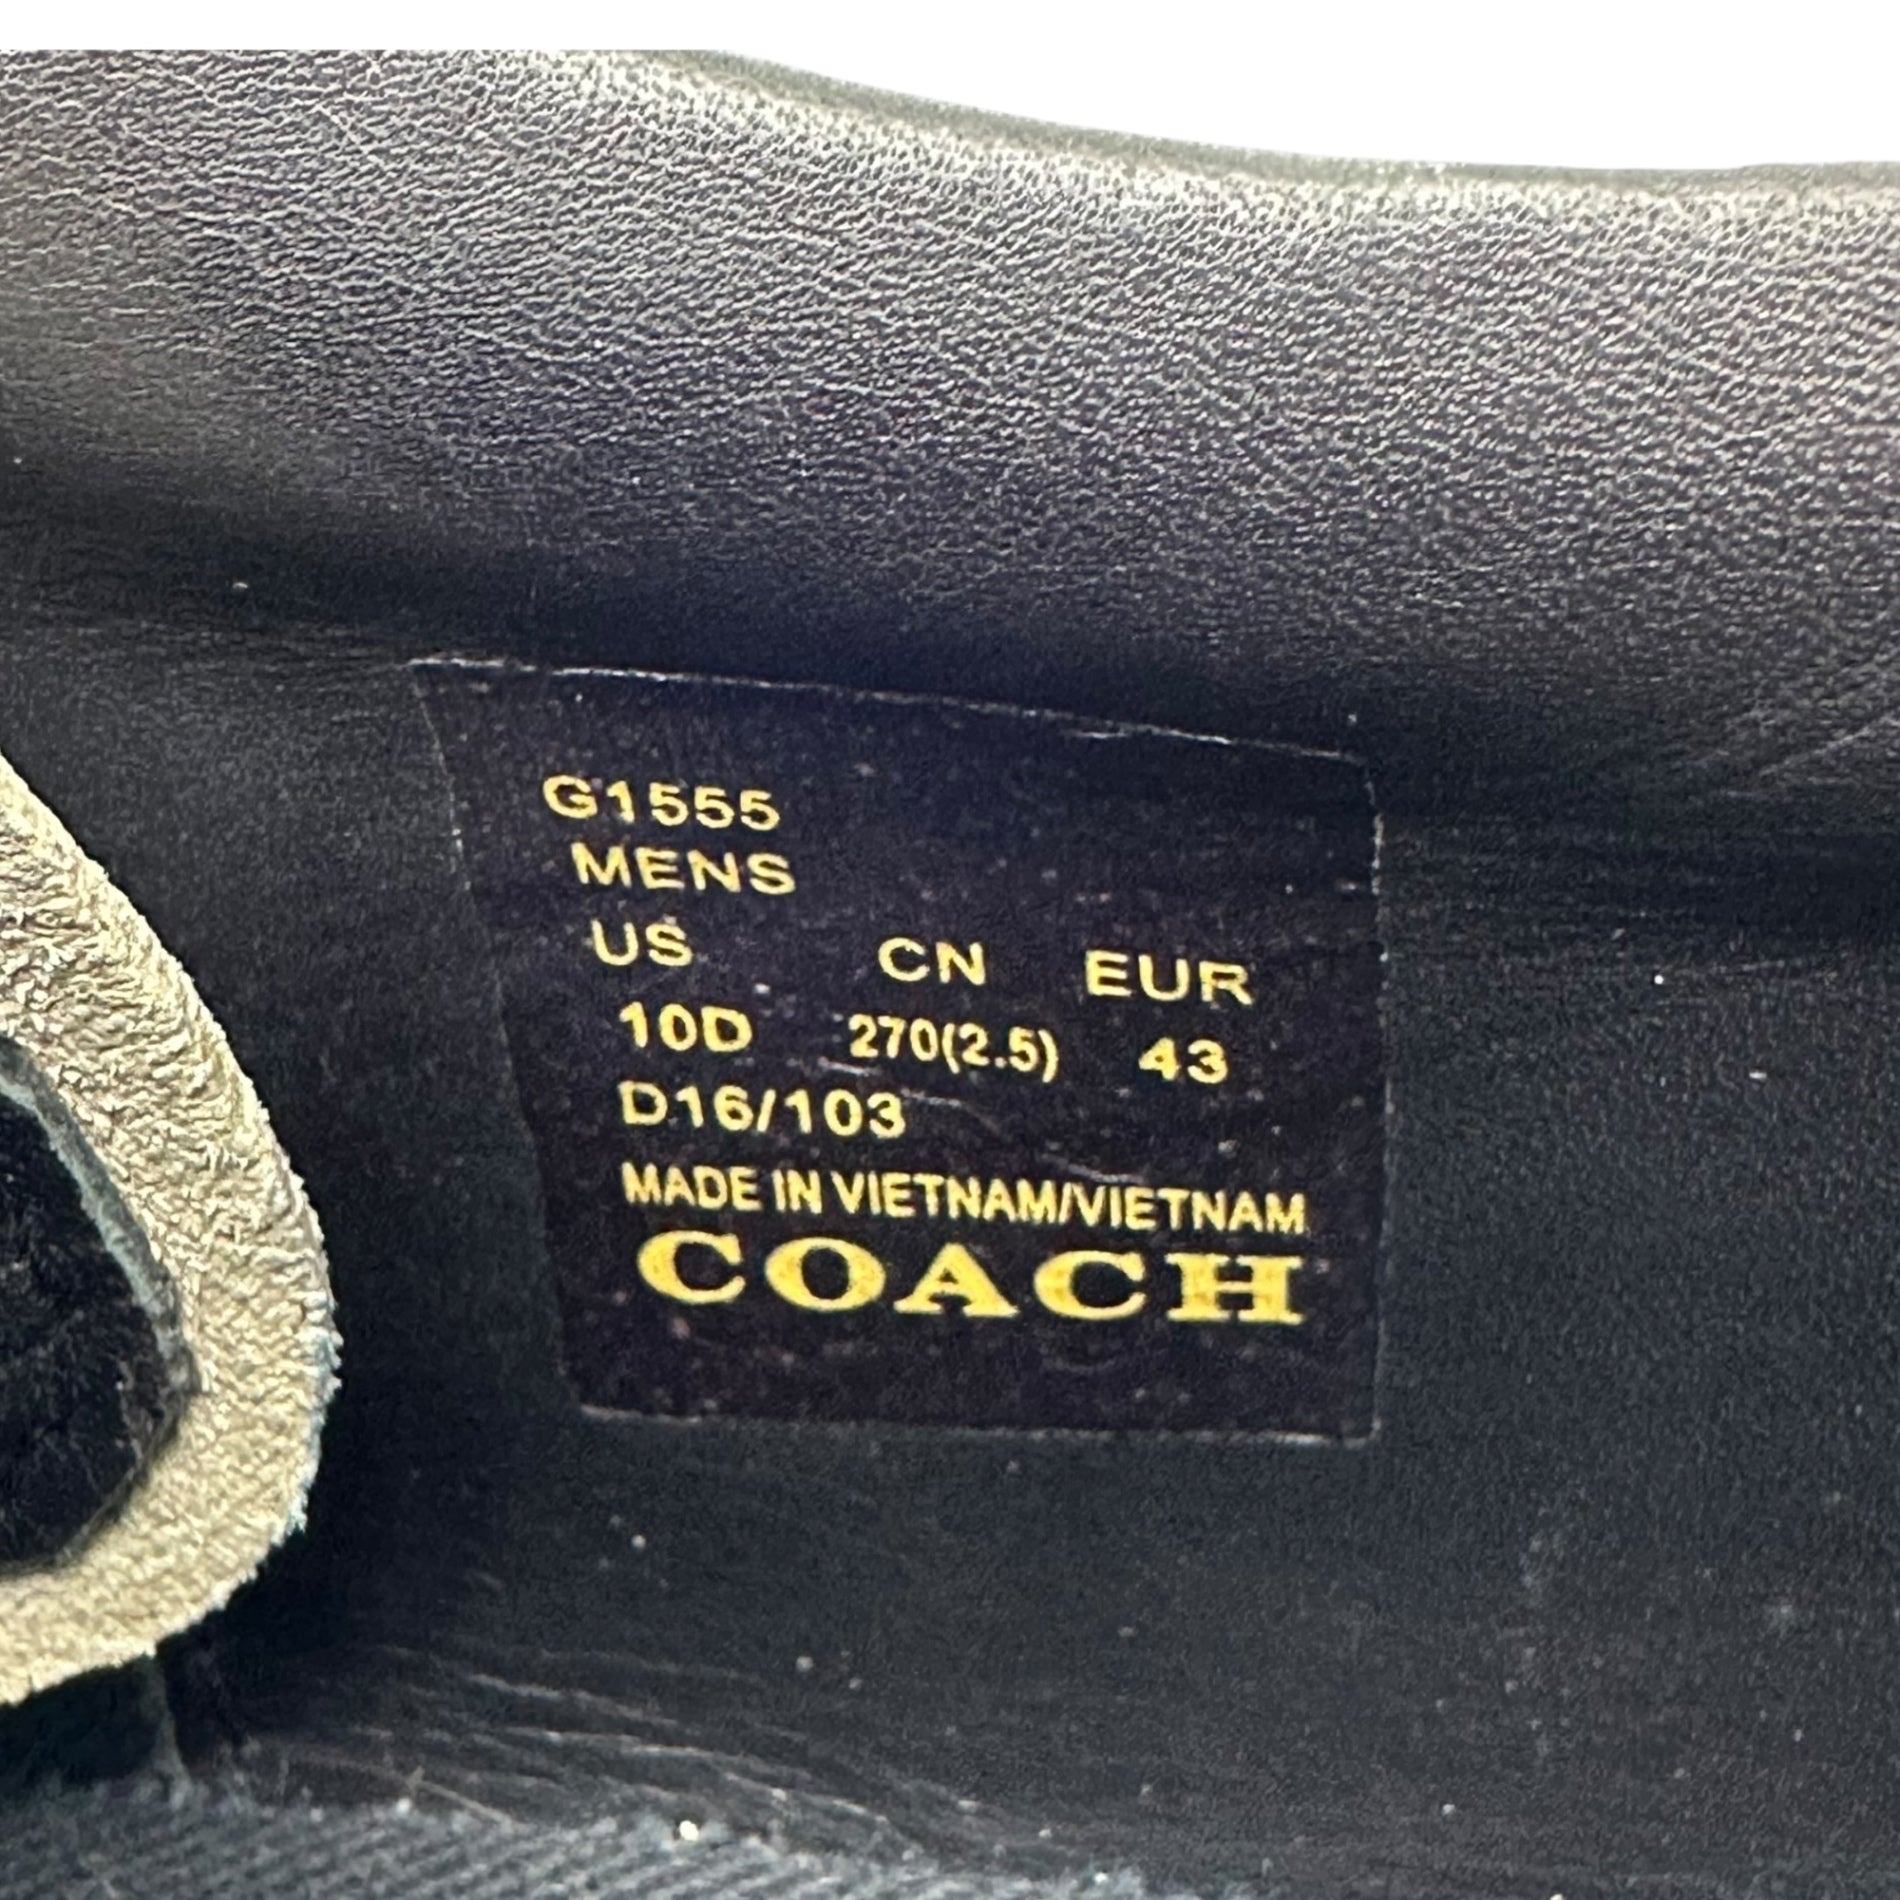 G1555
MENS
US CN EUR
10D 270(2.5) 43
D16/103
MADE IN VIETNAM/VIETNAM
COACH